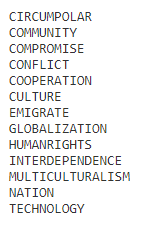 CIRCUMPOLAR
COMMUNITY
COMPROMISE
CONFLICT
COOPERATION
CULTURE
EMIGRATE
GLOBALIZATION
HUMANRIGHTS
INTERDEPENDENCE
MULTICULTURALISM
NATION
TECHNOLOGY